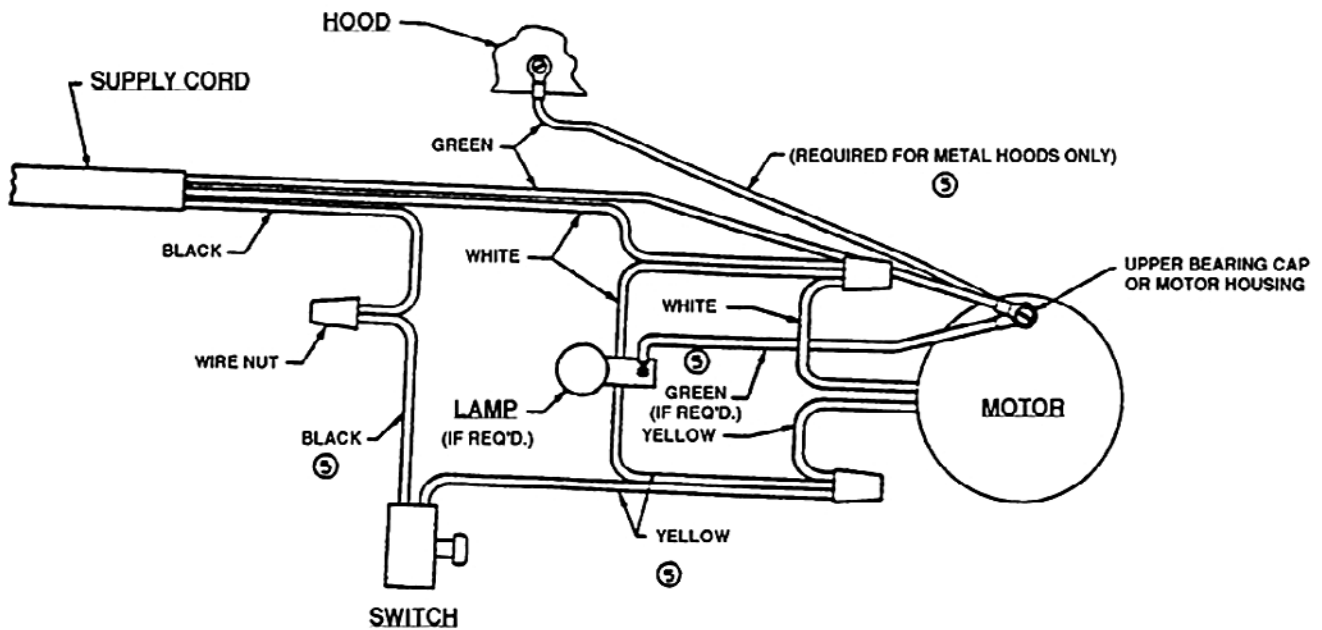 HOOD
SUPPLY CORD
GREEN
(REQUIRED FOR METAL HOODS ONLY)
5
BLACK
WHITE
UPPER BEARING CAP
OR MOTOR HOUSING
WHITE
WIRE NUT
5
GREEN
(IF REQ'D.)
LAMP
(IF REQ'D.)
MOTOR
YELLOW
BLACK
5
YELLOW
5
SWITCH